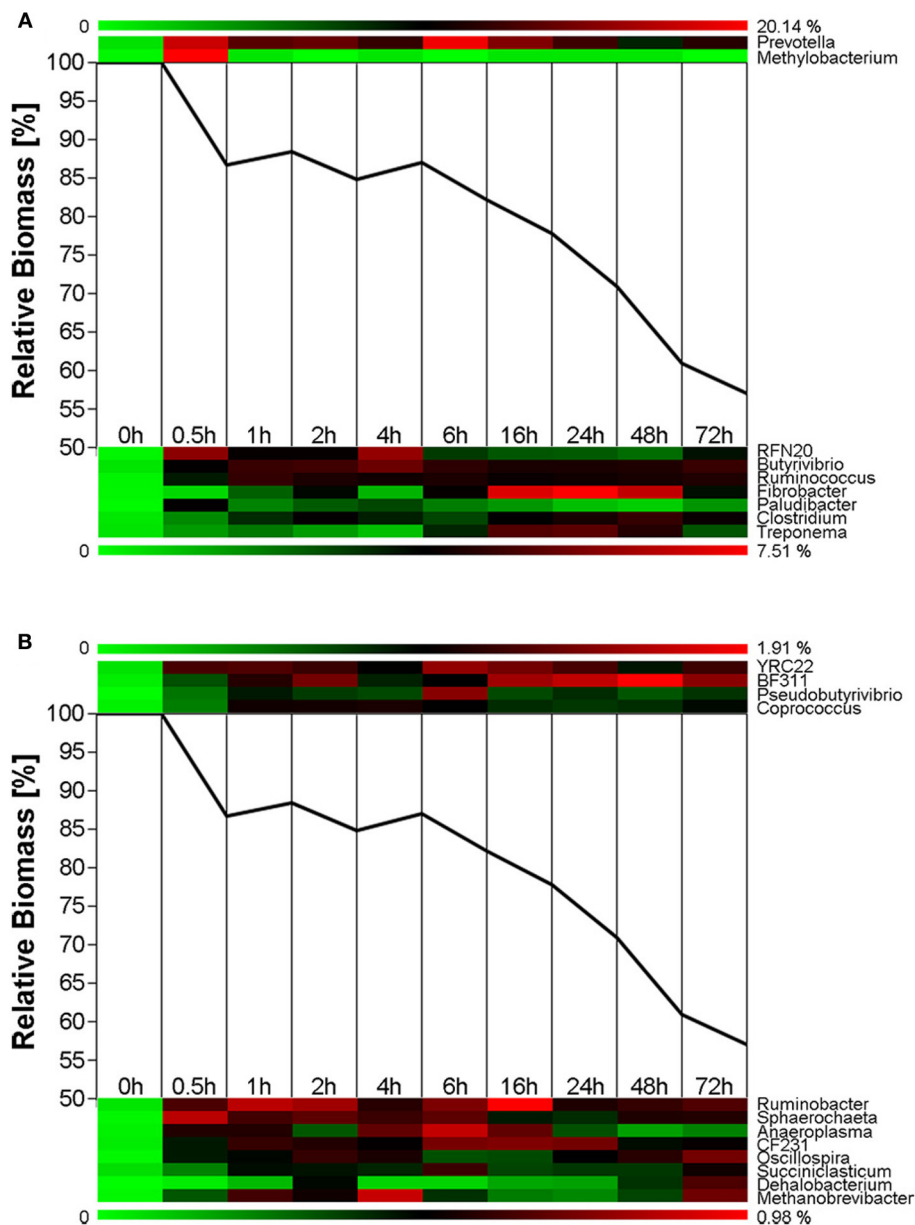 A
0
20.14 %
Prevotella
Methylobacterium
100
95
90
85
80
75
70
65
60
55
50
Relative Biomass [%]
0h 0.5h 1h 2h 4h 6h 16h 24h 48h 72h
RFN20
Butyrivibrio
Ruminococcus
Fibrobacter
Paludibacter
Clostridium
Treponema
0
7.51 %
B
0
1.91 %
YRC22
BF311
Pseudobutyrivibrio
Coprococcus
100
95
90
85
80
75
70
65
60
55
50
Relative Biomass [%]
0h 0.5h 1h 2h 4h 6h 16h 24h 48h 72h
Ruminobacter
Sphaerochaeta
Anaeroplasma
CF231
Oscillospira
Succiniclasticum
Dehalobacterium
Methanobrevibacter
0
0.98 %